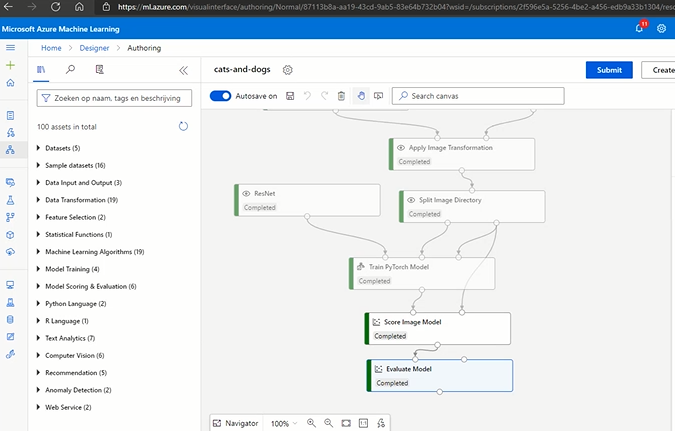 https://ml.azure.com/visualinterface/authoring/Normal/87113b8a-aa19-43cd-9ab5-83e64b732b04?wsid=/subscriptions/2f596e5a-5256-4be2-a456-edb9a33b1304/reso
Microsoft Azure Machine Learning
11
Home > Designer > Authoring
cats-and-dogs
Submit
Create
Zoeken op naam, tags en beschrijving
Autosave on
Search canvas
100 assets in total
Datasets (5)
Sample datasets (16)
Data Input and Output (3)
Data Transformation (19)
Feature Selection (2)
Statistical Functions (1)
Machine Learning Algorithms (19)
Model Training (4)
Model Scoring & Evaluation (6)
Python Language (2)
R Language (1)
Text Analytics (7)
Computer Vision (6)
Recommendation (5)
Anomaly Detection (2)
Web Service (2)
Apply Image Transformation
Completed
ResNet
Completed
Split Image Directory
Completed
Train PyTorch Model
Completed
Score Image Model
Completed
Evaluate Model
Completed
Navigator
100%